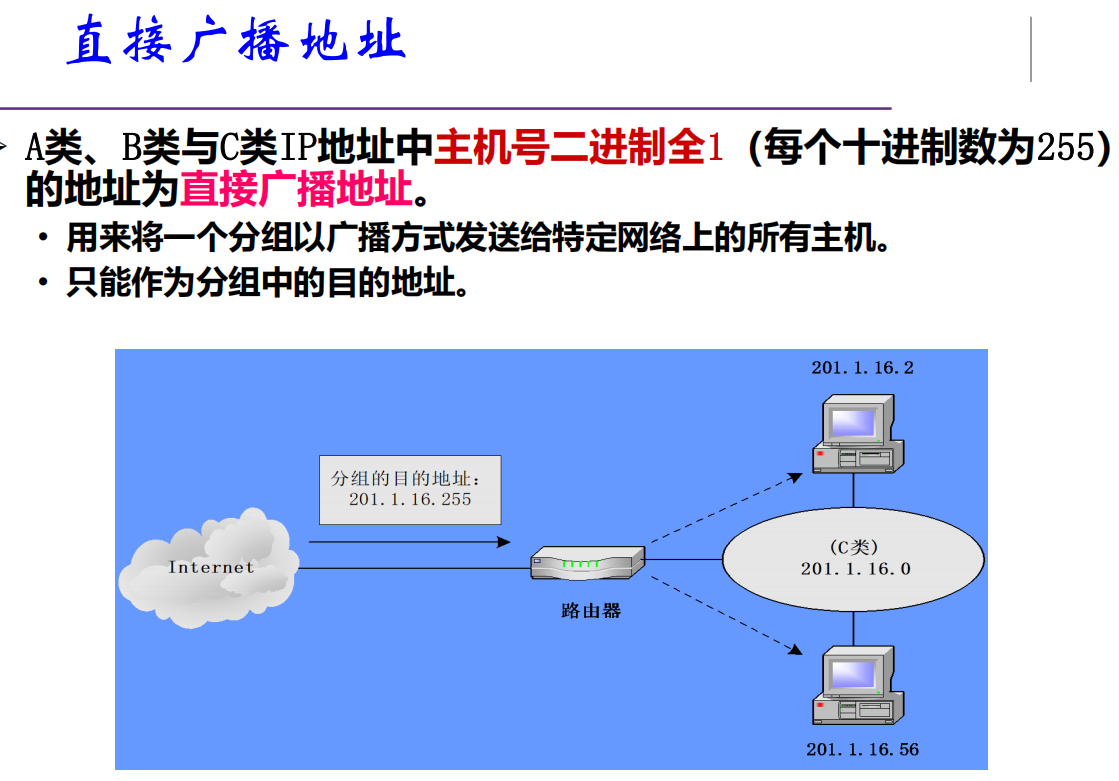 直接广播地址
A类、B类与C类IP地址中主机号二进制全1（每个十进制数为255）
的地址为直接广播地址。
• 用来将一个分组以广播方式发送给特定网络上的所有主机。
• 只能作为分组中的目的地址。
201.1.16.2
分组的目的地址：
201.1.16.255
Internet
(C类)
201.1.16.0
路由器
201.1.16.56